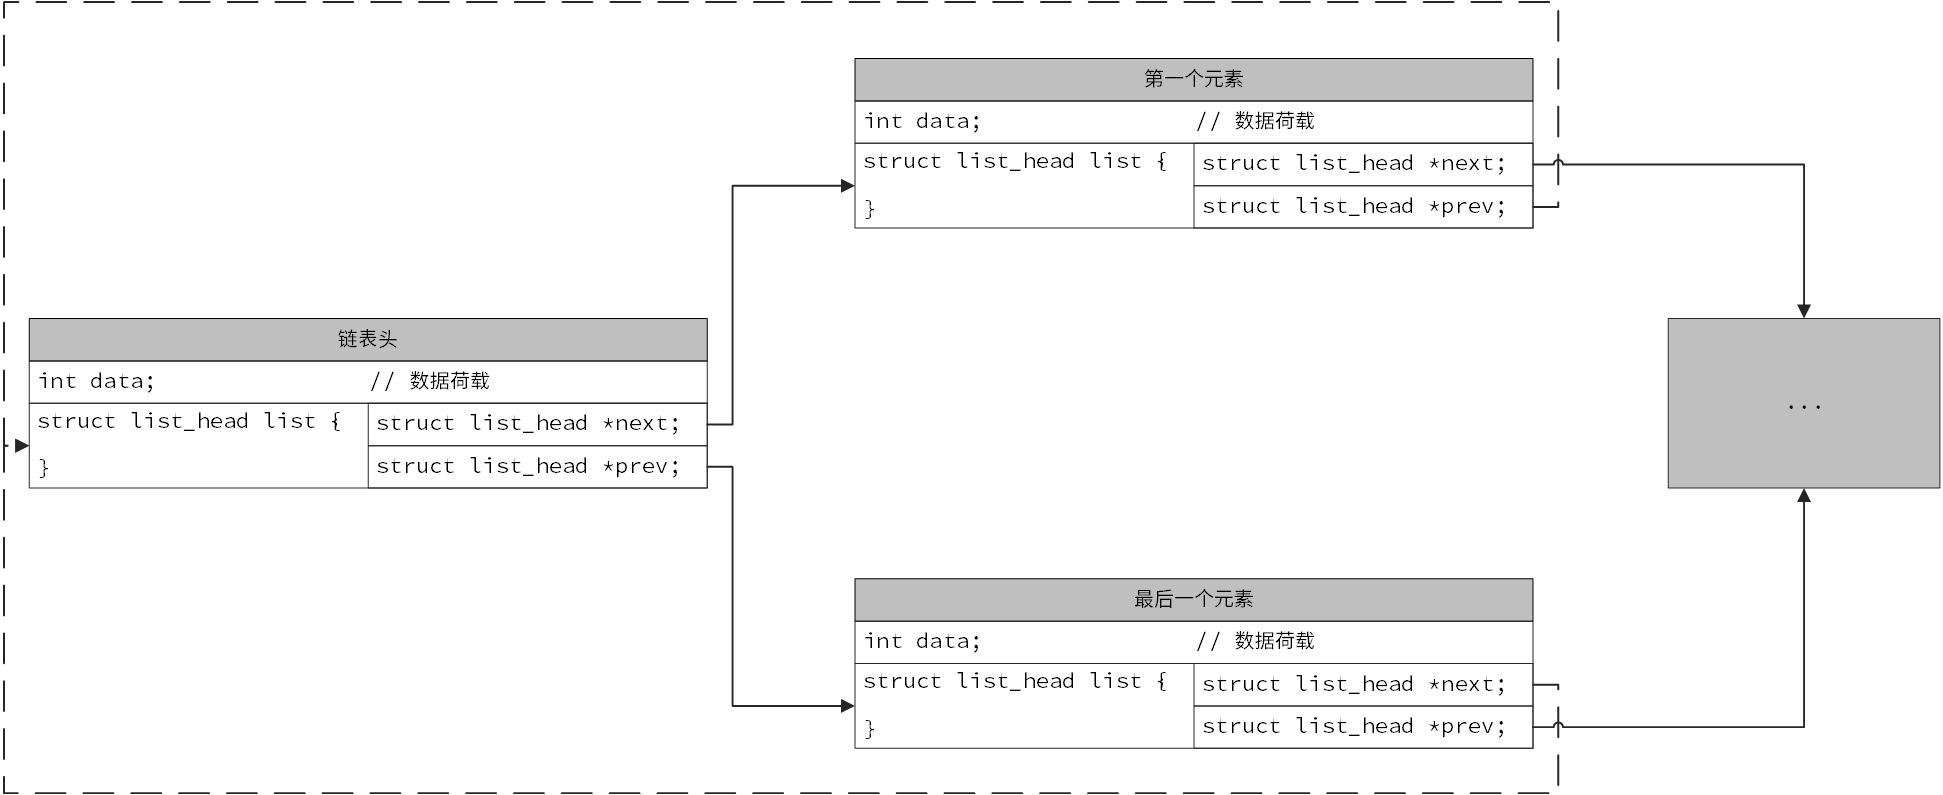 第一个元素
int data; // 数据荷载
struct list_head list {
struct list_head *next;
struct list_head *prev;
}
链表头
int data; // 数据荷载
struct list_head list {
struct list_head *next;
struct list_head *prev;
}
...
最后一个元素
int data; // 数据荷载
struct list_head list {
struct list_head *next;
struct list_head *prev;
}